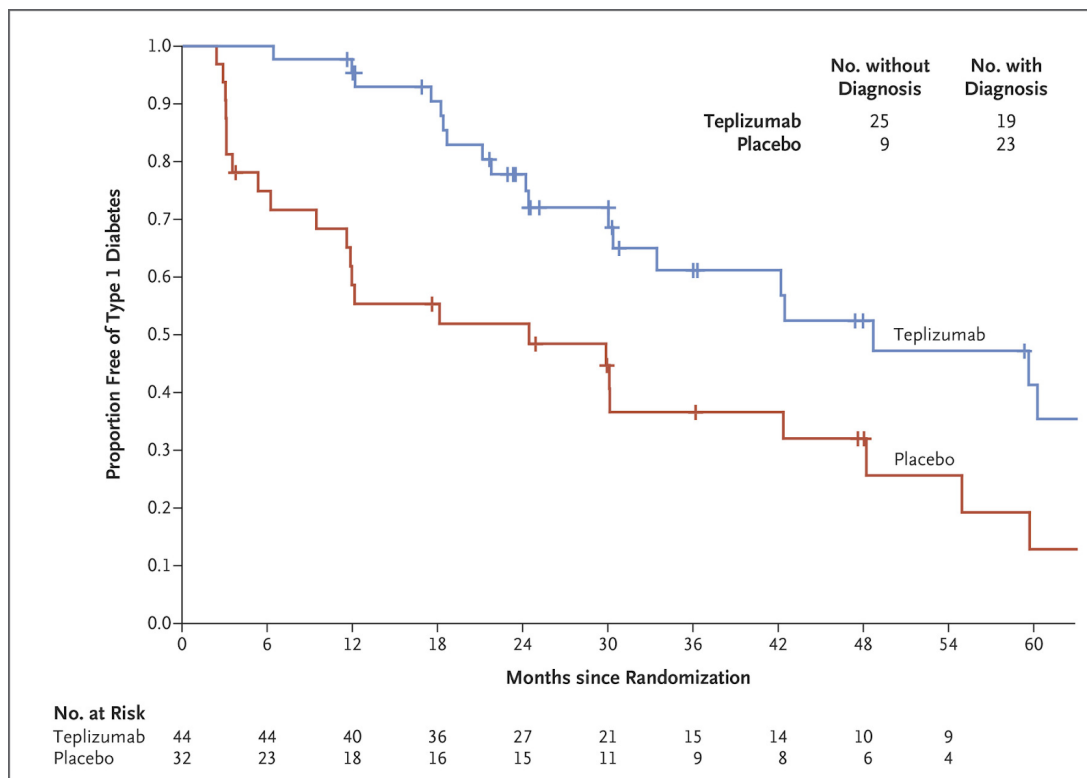 1.0
0.9
0.8
0.7
0.6
0.5
0.4
0.3
0.2
0.1
0.0
Proportion Free of Type 1 Diabetes
No. without Diagnosis No. with Diagnosis
Teplizumab 25 19
Placebo 9 23
Teplizumab
Placebo
0 6 12 18 24 30 36 42 48 54 60
Months since Randomization
No. at Risk
Teplizumab 44 44 40 36 27 21 15 14 10 9
Placebo 32 23 18 16 15 11 9 8 6 4